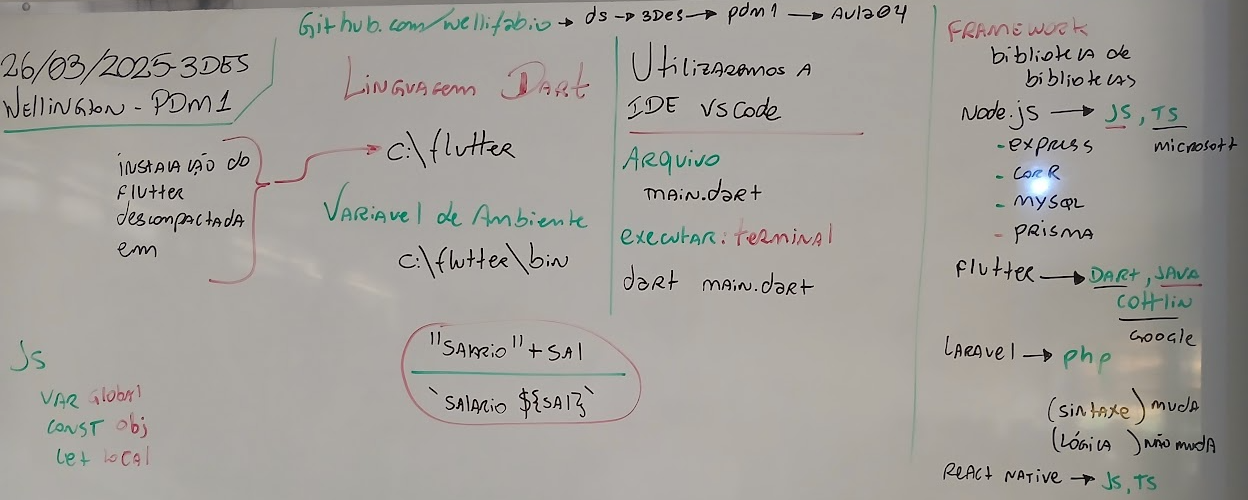 Github.com/wellifabio → ds → 3Des → pdm1 → Aula04
26/03/2025-3DES
Wellington - PDM1
Linguagem Dart
instalação do
Flutter
descompactada
em
c:\flutter
Variavel de Ambiente
c:\flutter\bin
Utilizaremos a
IDE VSCode
Arquivo
main.dart
executar: terminal
dart main.dart
"Salario" + sal
`Salario ${sal}`
Js
VAR Global
CONST obj
let local
FRAMEWORK
biblioteca de
bibliotecas
Node.js → JS, TS
microsoft
- express
- CORR
- mysql
- prisma
Flutter → DART, JAVA
COttlin
Google
Laravel → php
(sintaxe) muda
(Lógica) não muda
React Native → JS, TS